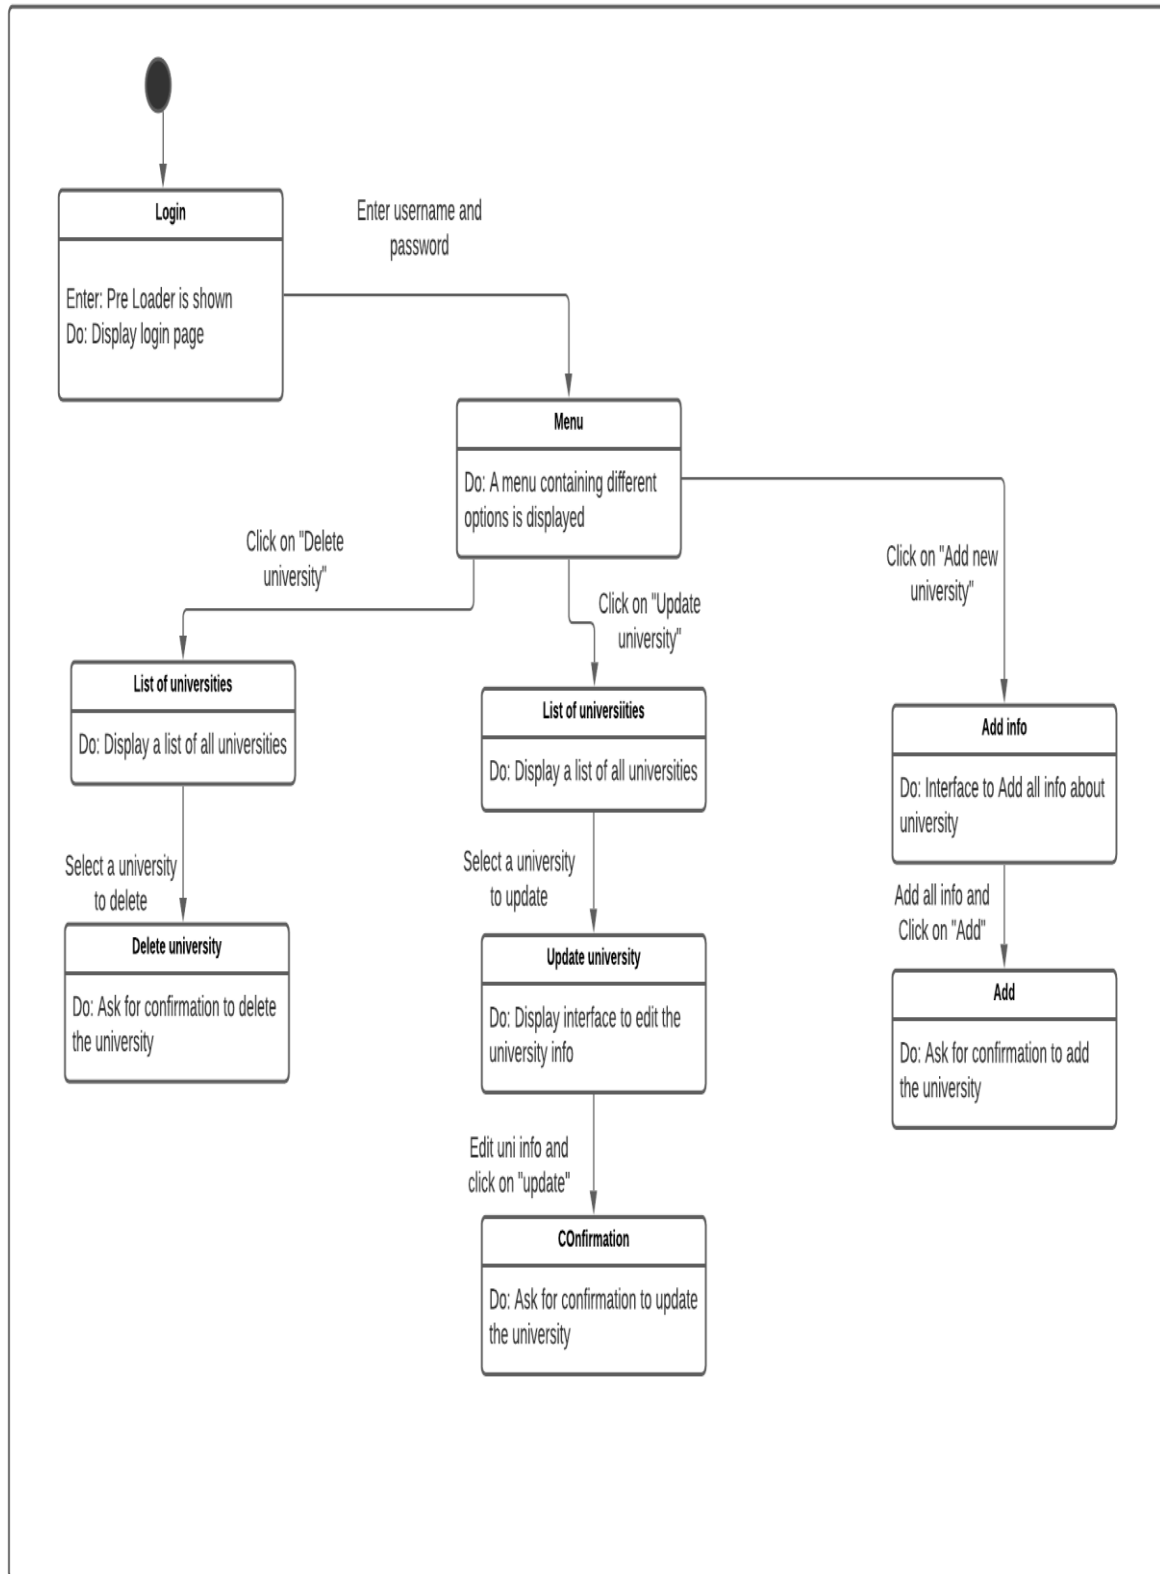 Login
Enter: Pre Loader is shown
Do: Display login page
Enter username and
password
Menu
Do: A menu containing different
options is displayed
Click on "Delete
university"
Click on "Update
university"
Click on "Add new
university"
List of universities
Do: Display a list of all universities
List of universiities
Do: Display a list of all universities
Add info
Do: Interface to Add all info about
university
Select a university
to delete
Select a university
to update
Add all info and
Click on "Add"
Delete university
Do: Ask for confirmation to delete
the university
Update university
Do: Display interface to edit the
university info
Add
Do: Ask for confirmation to add
the university
Edit uni info and
click on "update"
COnfirmation
Do: Ask for confirmation to update
the university